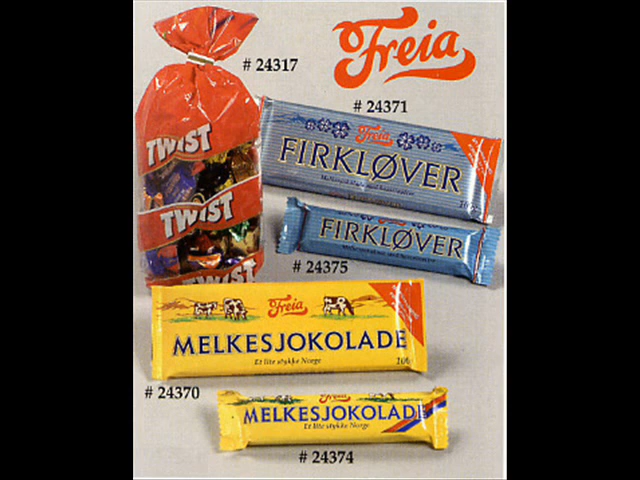 Freia
# 24317
# 24371
TWIST
TWIST
TWIST
Freia
FIRKLØVER
FIRKLØVER
# 24375
Freia
MELKESJOKOLADE
Et lite stykke Norge
100g
# 24370
Freia
MELKESJOKOLADE
Et lite stykke Norge
# 24374